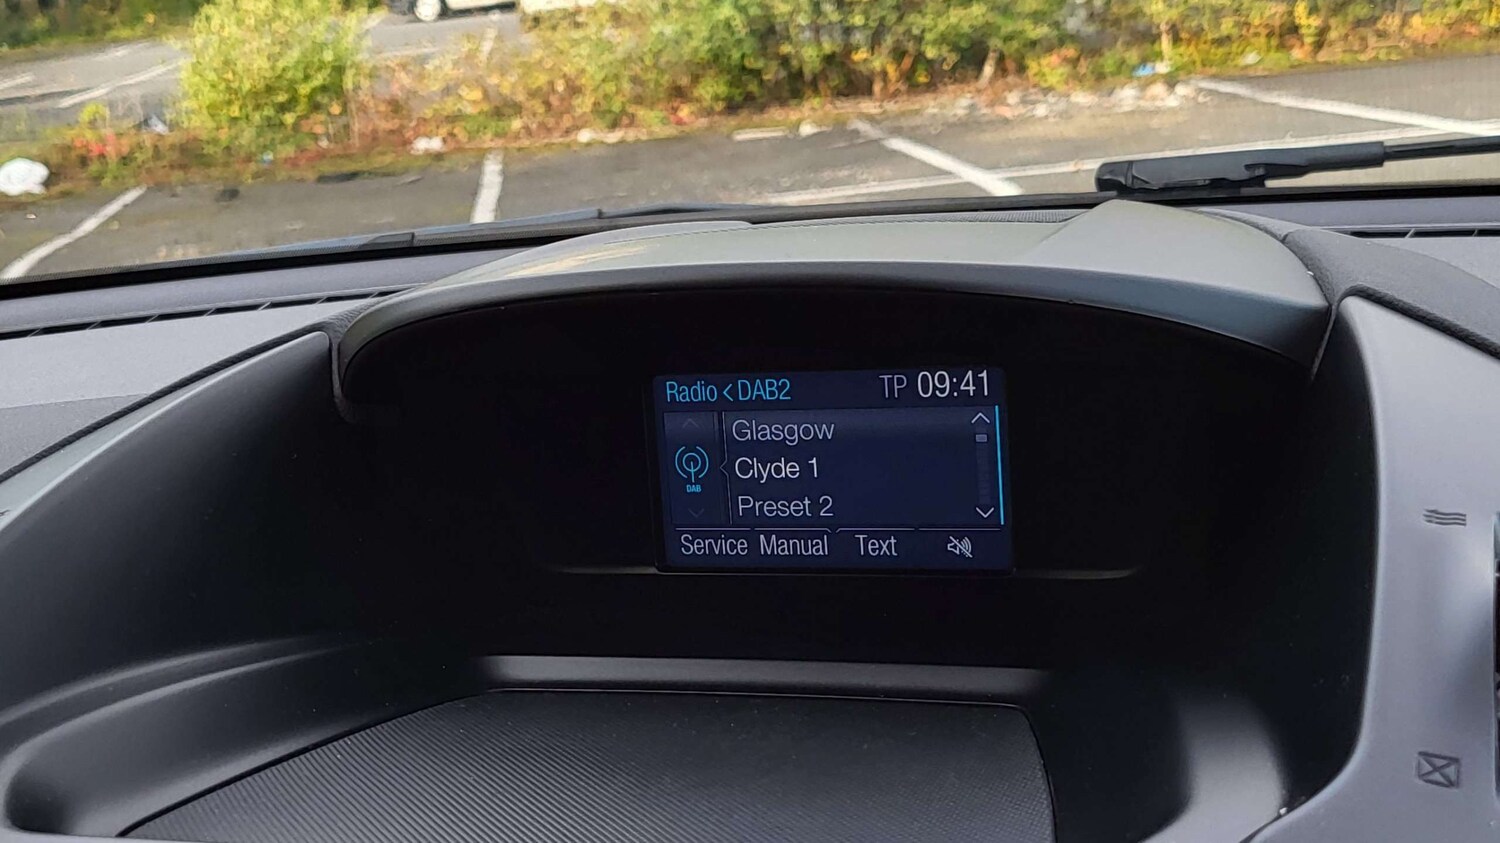 Radio < DAB2 TP 09:41
Glasgow
DAB
Clyde 1
Preset 2
Service Manual Text